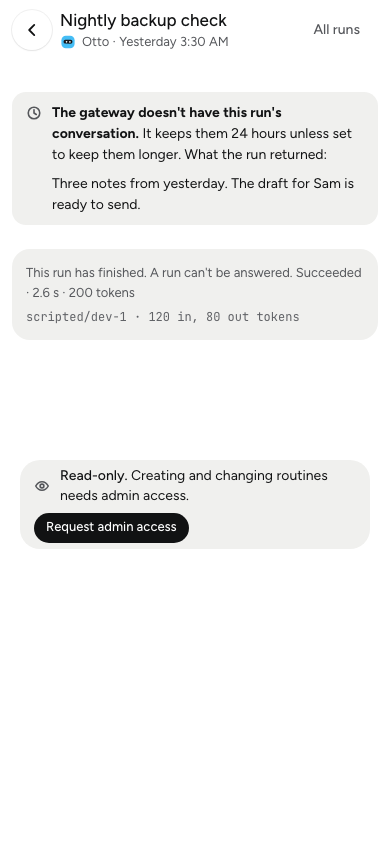 Nightly backup check
Otto · Yesterday 3:30 AM
All runs
The gateway doesn't have this run's
conversation. It keeps them 24 hours unless set
to keep them longer. What the run returned:
Three notes from yesterday. The draft for Sam is
ready to send.
This run has finished. A run can't be answered. Succeeded
· 2.6 s · 200 tokens
scripted/dev-1 · 120 in, 80 out tokens
Read-only. Creating and changing routines
needs admin access.
Request admin access